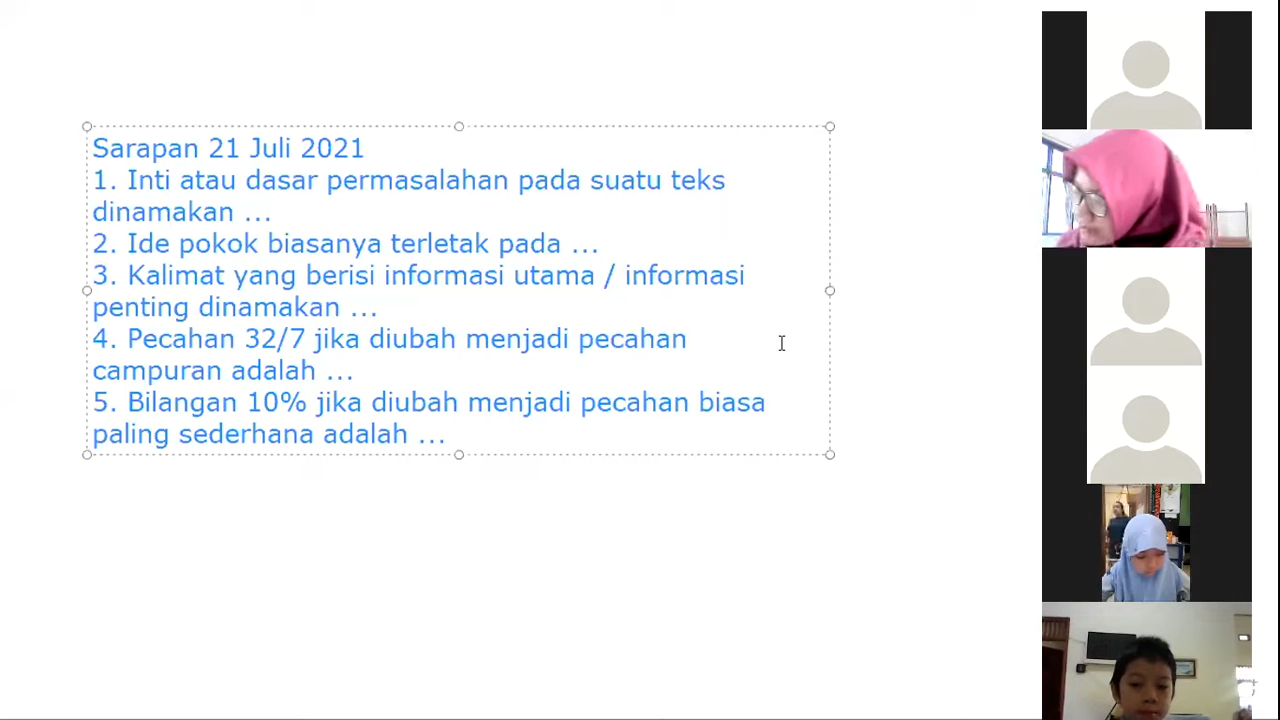 Sarapan 21 Juli 2021
1. Inti atau dasar permasalahan pada suatu teks
dinamakan ...
2. Ide pokok biasanya terletak pada ...
3. Kalimat yang berisi informasi utama / informasi
penting dinamakan ...
4. Pecahan 32/7 jika diubah menjadi pecahan
campuran adalah ...
5. Bilangan 10% jika diubah menjadi pecahan biasa
paling sederhana adalah ...